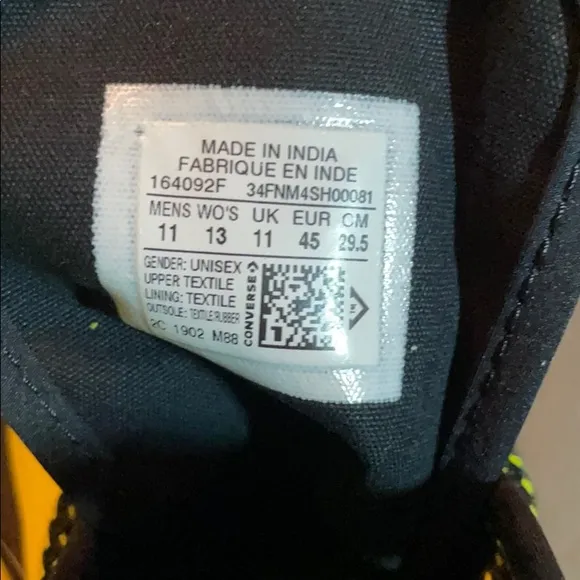 MADE IN INDIA
FABRIQUE EN INDE
164092F 34FNM4SH00081
MENS WO'S UK EUR CM
11 13 11 45 29.5
GENDER: UNISEX
UPPER TEXTILE
LINING: TEXTILE
OUTSOLE: TEXTILE RUBBER
2C 1902 M88
CONVERSE